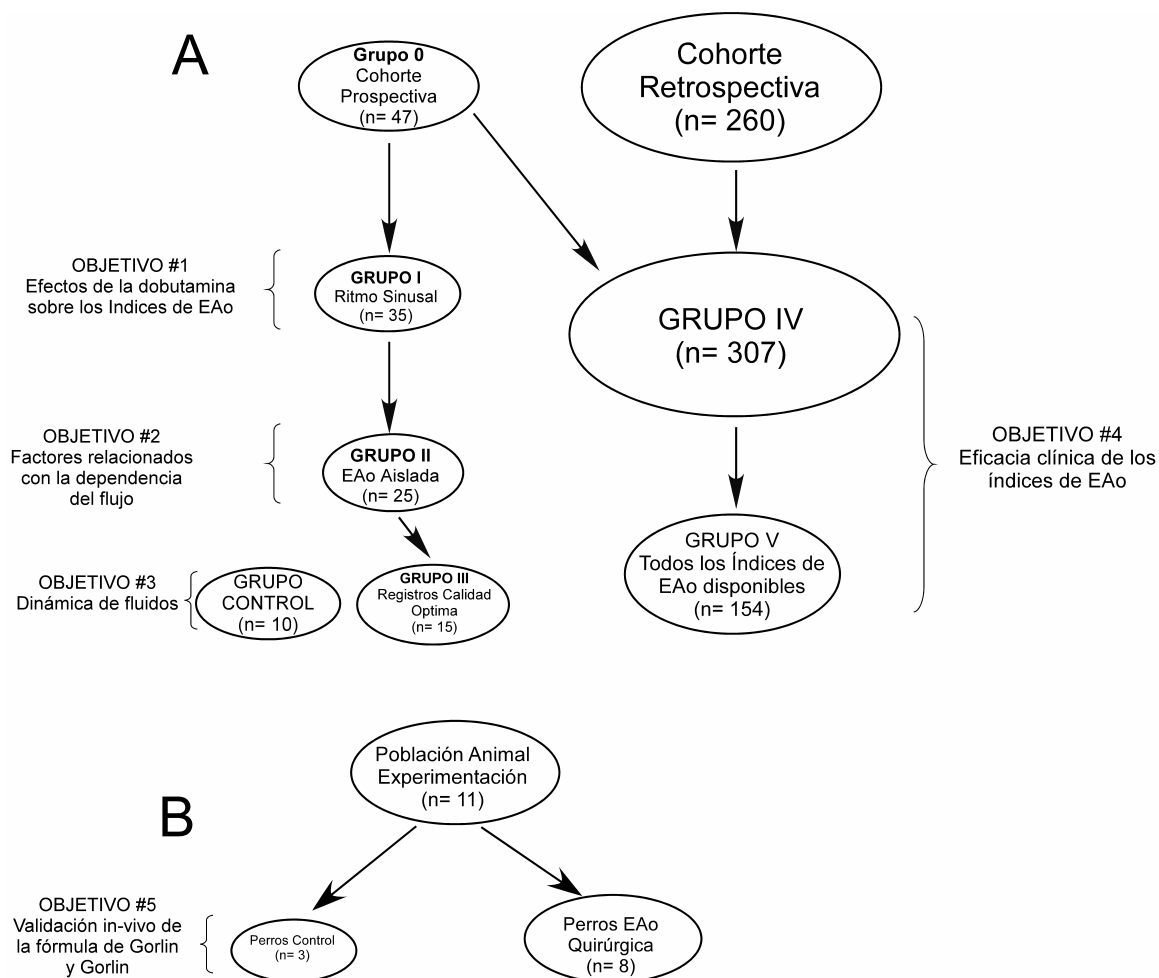 A
Grupo 0
Cohorte
Prospectiva
(n= 47)
Cohorte
Retrospectiva
(n= 260)
OBJETIVO #1
Efectos de la dobutamina
sobre los Indices de EAo
GRUPO I
Ritmo Sinusal
(n= 35)
GRUPO IV
(n= 307)
OBJETIVO #2
Factores relacionados
con la dependencia
del flujo
GRUPO II
EAo Aislada
(n= 25)
OBJETIVO #4
Eficacia clínica de los
índices de EAo
OBJETIVO #3
Dinámica de fluidos
GRUPO
CONTROL
(n= 10)
GRUPO III
Registros Calidad
Optima
(n= 15)
GRUPO V
Todos los Índices de
EAo disponibles
(n= 154)
B
Población Animal
Experimentación
(n= 11)
OBJETIVO #5
Validación in-vivo de
la fórmula de Gorlin
y Gorlin
Perros Control
(n= 3)
Perros EAo
Quirúrgica
(n= 8)